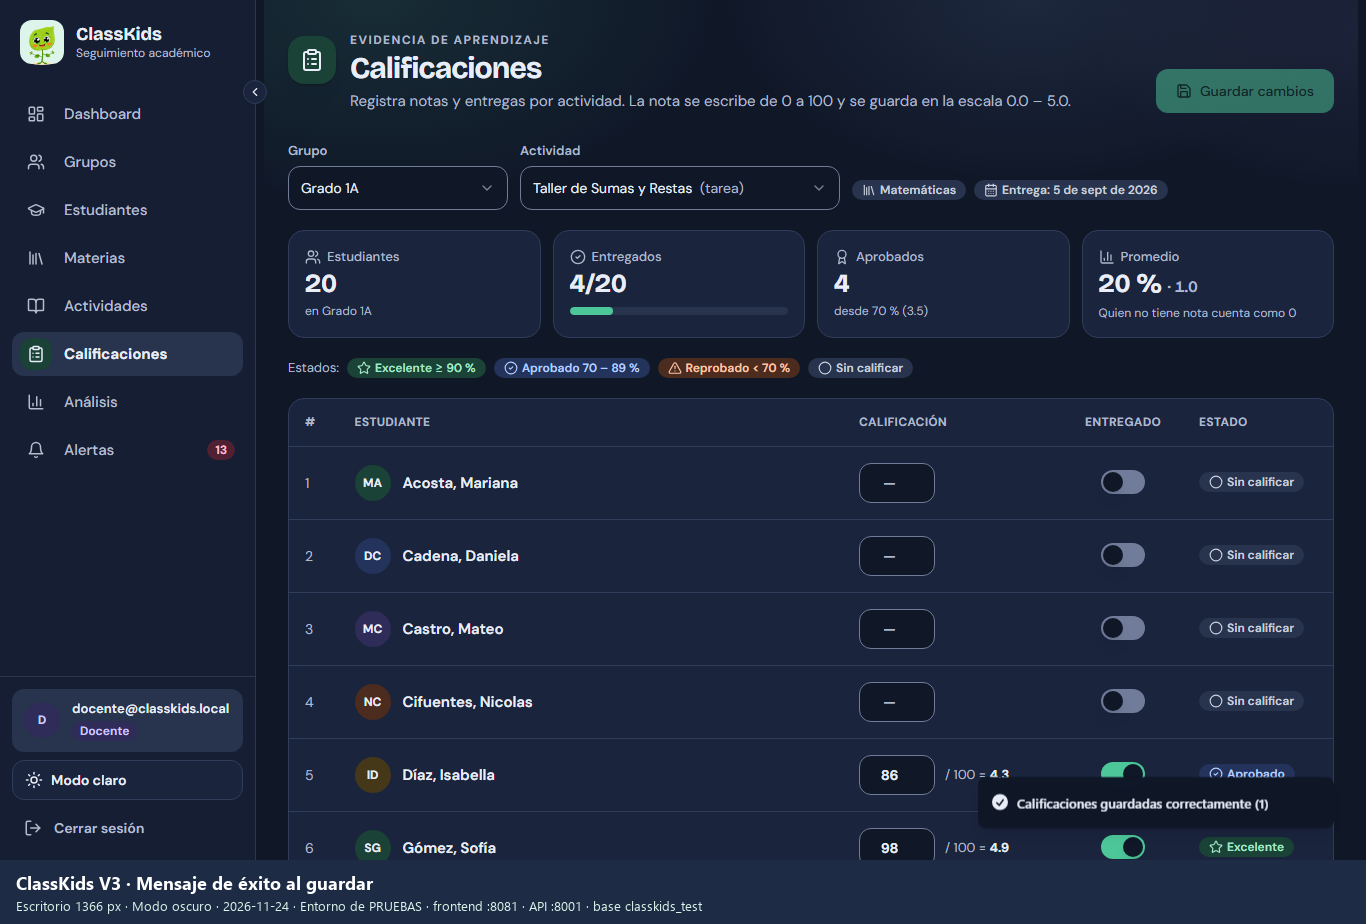 ClassKids
Seguimiento académico
Dashboard
Grupos
Estudiantes
Materias
Actividades
Calificaciones
Análisis
Alertas 13
D docente@classkids.local
Docente
Modo claro
Cerrar sesión
EVIDENCIA DE APRENDIZAJE
Calificaciones
Registra notas y entregas por actividad. La nota se escribe de 0 a 100 y se guarda en la escala 0.0 – 5.0.
Guardar cambios
Grupo Actividad
Grado 1A Taller de Sumas y Restas (tarea) Matemáticas Entrega: 5 de sept de 2026
Estudiantes
20
en Grado 1A
Entregados
4/20
Aprobados
4
desde 70 % (3.5)
Promedio
20 % · 1.0
Quien no tiene nota cuenta como 0
Estados: Excelente ≥ 90 % Aprobado 70 – 89 % Reprobado < 70 % Sin calificar
# ESTUDIANTE CALIFICACIÓN ENTREGADO ESTADO
1 MA Acosta, Mariana — Sin calificar
2 DC Cadena, Daniela — Sin calificar
3 MC Castro, Mateo — Sin calificar
4 NC Cifuentes, Nicolas — Sin calificar
5 ID Díaz, Isabella 86 / 100 = 4.3 Aprobado
Calificaciones guardadas correctamente (1)
6 SG Gómez, Sofía 98 / 100 = 4.9 Excelente
ClassKids V3 · Mensaje de éxito al guardar
Escritorio 1366 px · Modo oscuro · 2026-11-24 · Entorno de PRUEBAS · frontend :8081 · API :8001 · base classkids_test